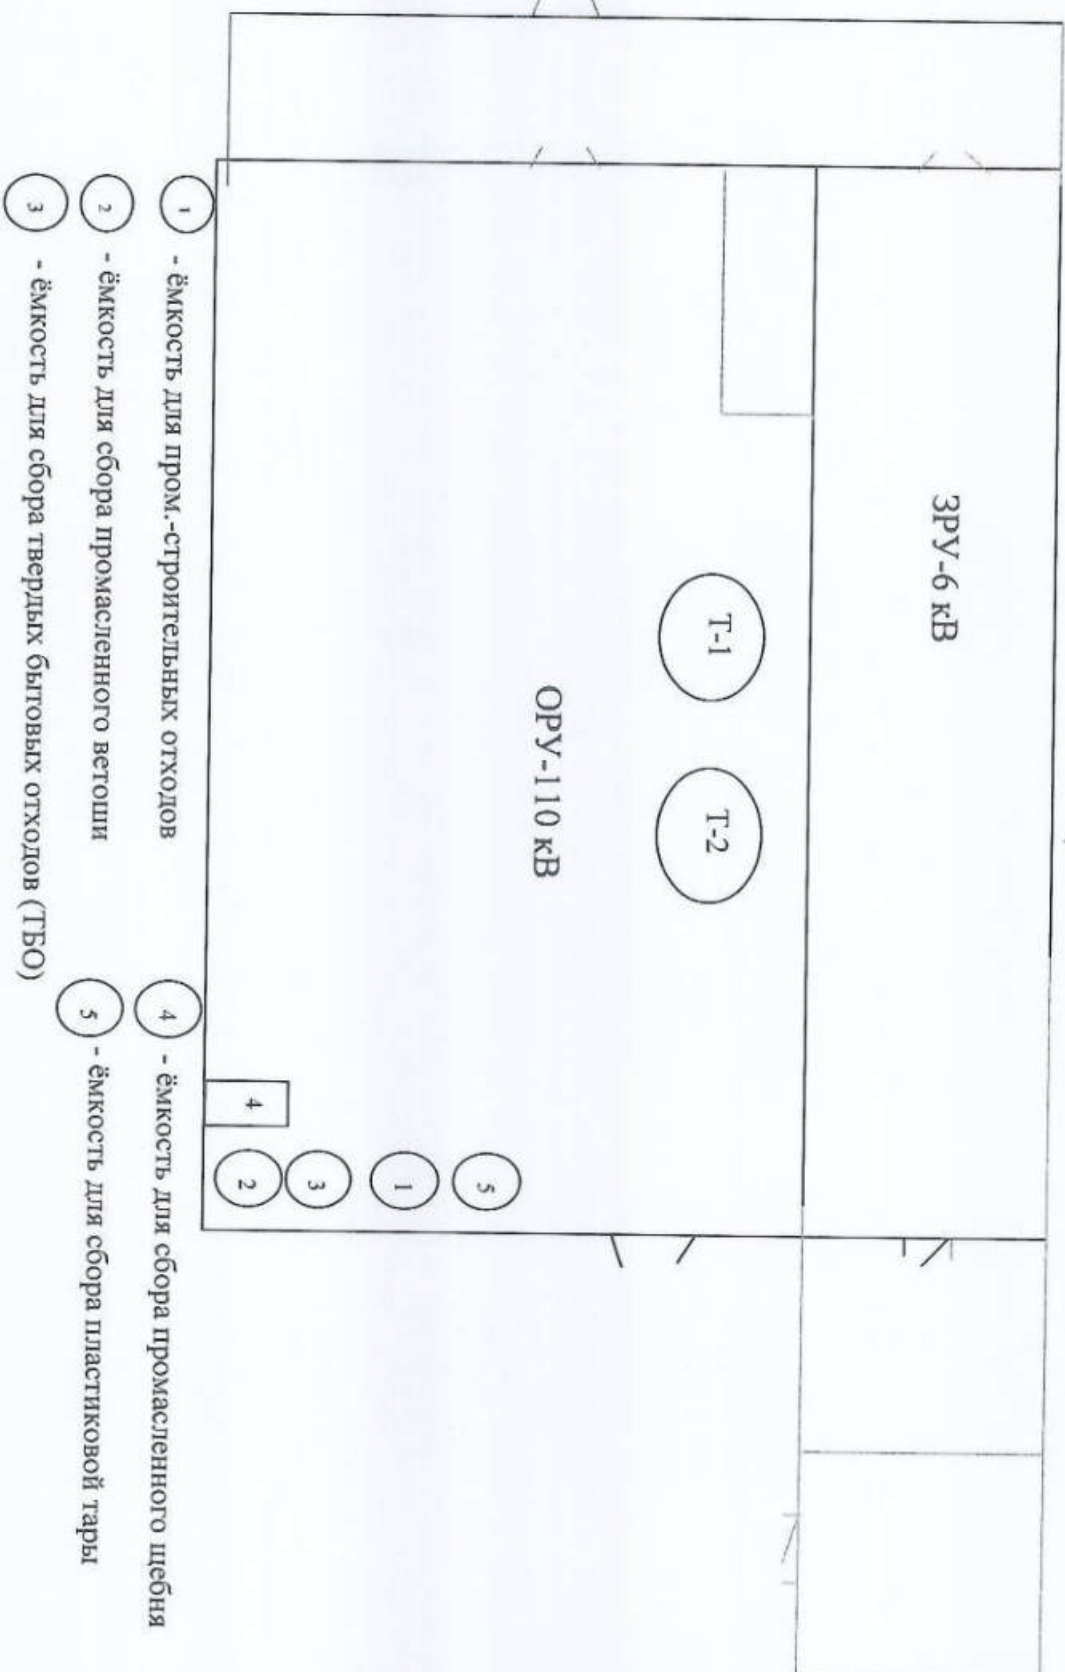 ЗРУ-6 кВ
Т-1
Т-2
ОРУ-110 кВ
5
1
3
2
4
1 - ёмкость для пром.-строительных отходов
2 - ёмкость для сбора промасленного ветоши
3 - ёмкость для сбора твердых бытовых отходов (ТБО)
4 - ёмкость для сбора промасленного щебня
5 - ёмкость для сбора пластиковой тары